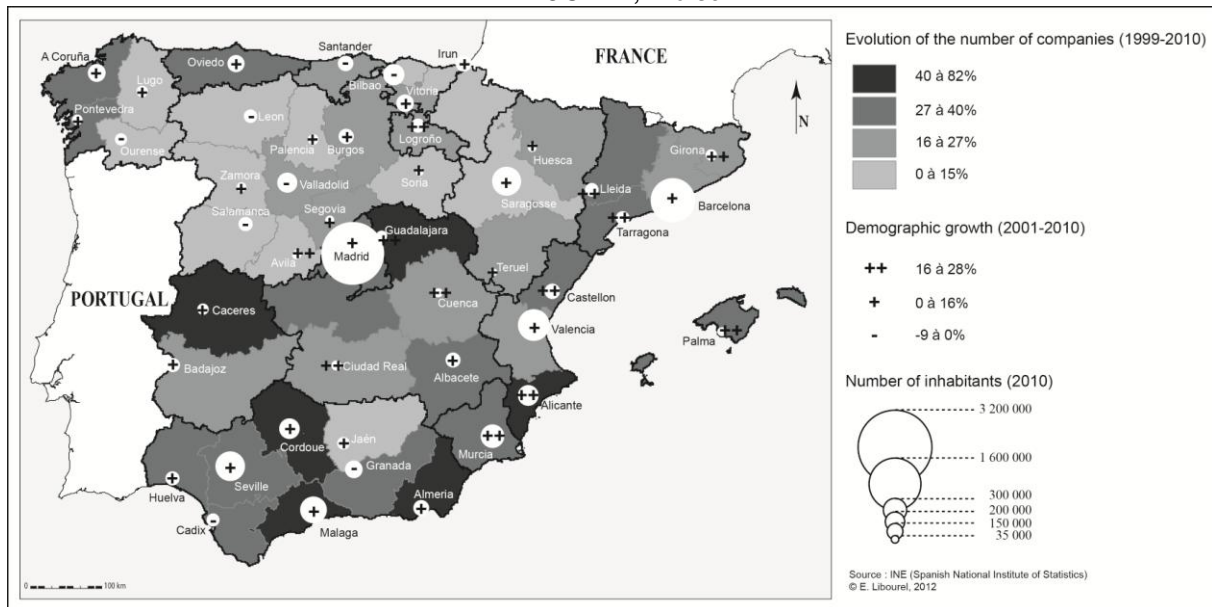 FRANCE
PORTUGAL
N
A Coruña
Oviedo
Santander
Irun
Bilbao
Lugo
Vitoria
Pontevedra
Leon
Logroño
Ourense
Palencia
Burgos
Huesca
Girona
Zamora
Valladolid
Soria
Saragosse
Lleida
Barcelona
Salamanca
Segovia
Tarragona
Guadalajara
Madrid
Avila
Teruel
Castellon
Cuenca
Caceres
Valencia
Palma
Badajoz
Ciudad Real
Albacete
Alicante
Cordoue
Jaén
Murcia
Seville
Granada
Huelva
Almeria
Cadix
Malaga
0
100 km
Evolution of the number of companies (1999-2010)
40 à 82%
27 à 40%
16 à 27%
0 à 15%
Demographic growth (2001-2010)
++ 16 à 28%
+ 0 à 16%
- -9 à 0%
Number of inhabitants (2010)
3 200 000
1 600 000
300 000
200 000
150 000
35 000
Source : INE (Spanish National Institute of Statistics)
© E. Libourel, 2012